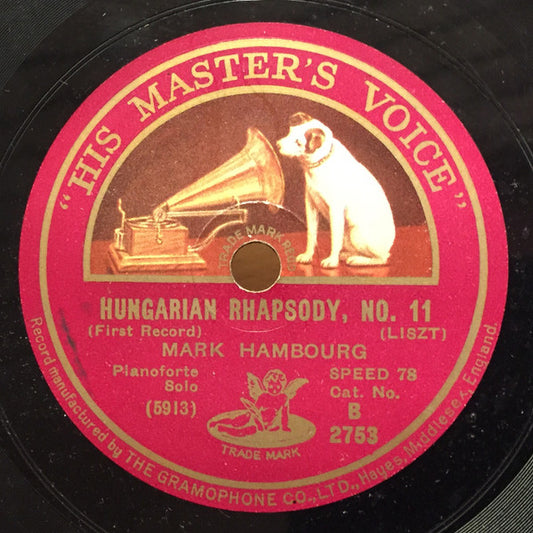 "HIS MASTER'S VOICE"
TRADE MARK REGD
HUNGARIAN RHAPSODY, NO. 11
(First Record) (LISZT)
MARK HAMBOURG
Pianoforte Solo
SPEED 78
Cat. No.
(5913)
B
2753
TRADE MARK
Record manufactured by THE GRAMOPHONE CO., LTD., Hayes, Middlesex, England.